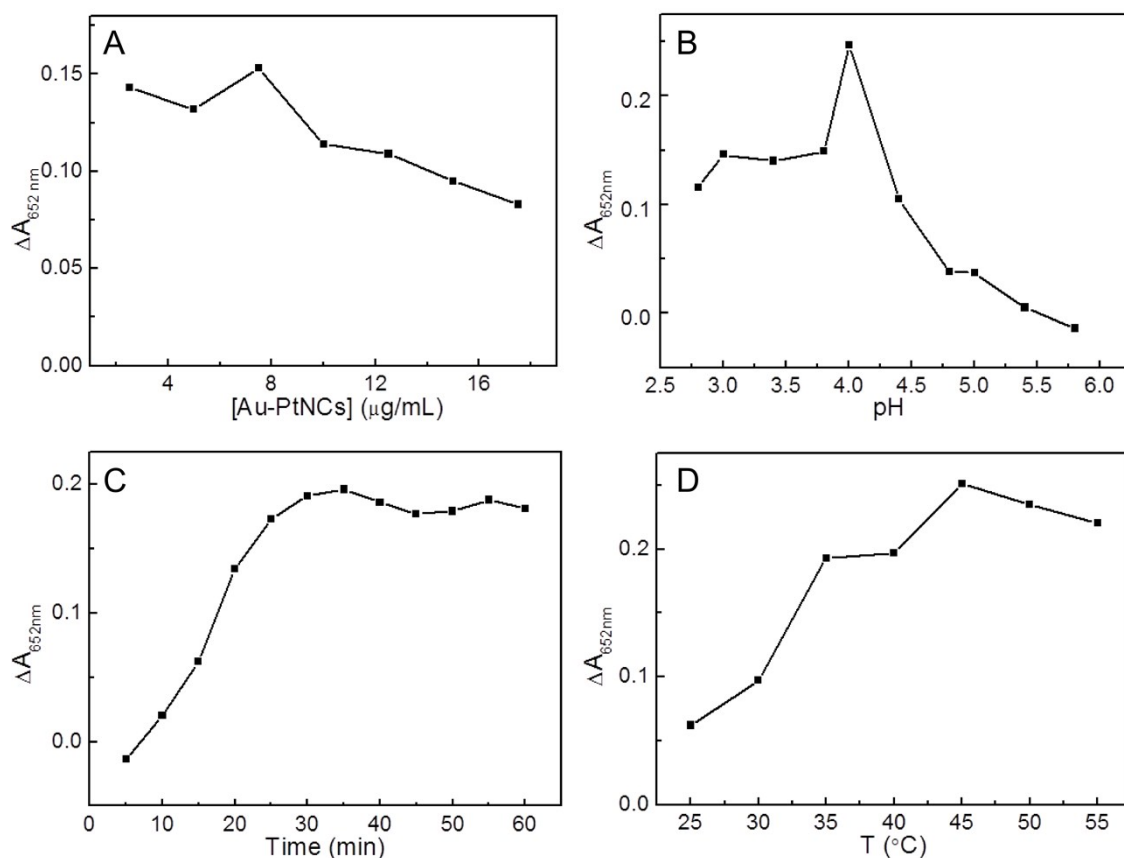 A
ΔA652 nm
0.15
0.10
0.05
0.00
4 8 12 16
[Au-PtNCs] (μg/mL)
B
ΔA652nm
0.2
0.1
0.0
2.5 3.0 3.5 4.0 4.5 5.0 5.5 6.0
pH
C
ΔA652nm
0.2
0.1
0.0
0 10 20 30 40 50 60
Time (min)
D
ΔA652nm
0.2
0.1
0.0
25 30 35 40 45 50 55
T (°C)